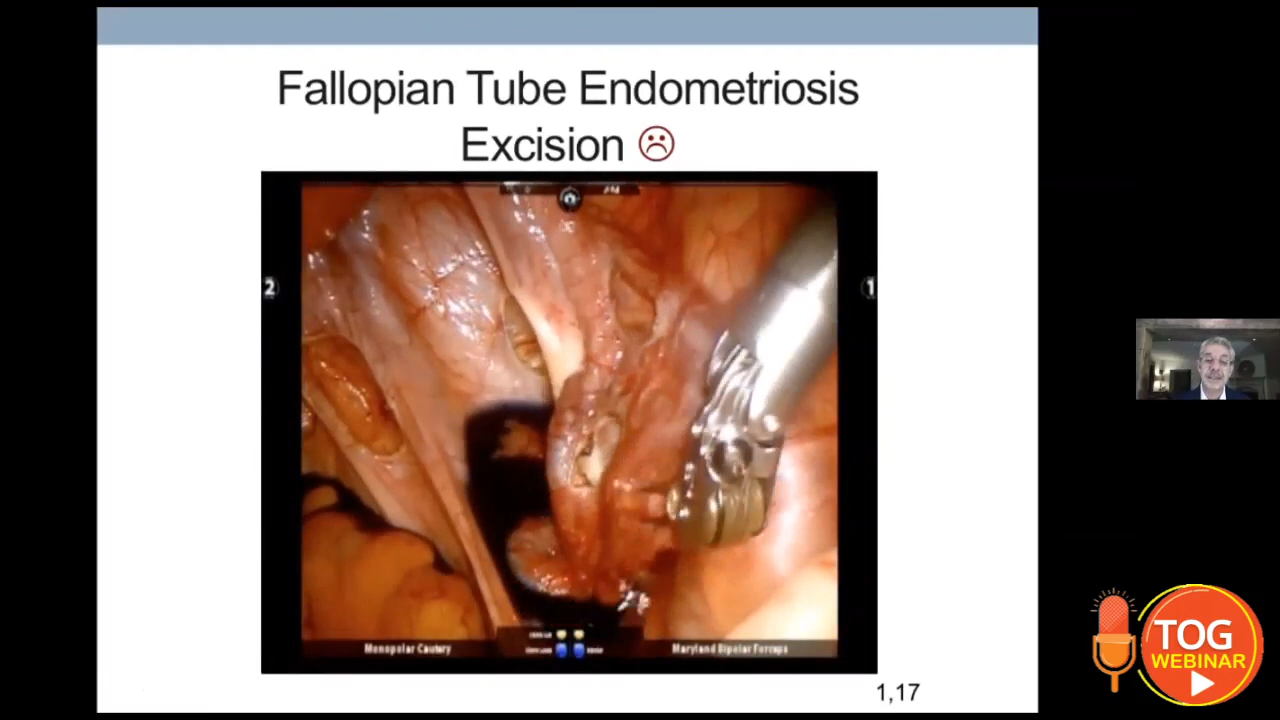 Fallopian Tube Endometriosis
Excision ☹
2
1
Monopolar Cautery
Maryland Bipolar Forceps
1,17
TOG
WEBINAR